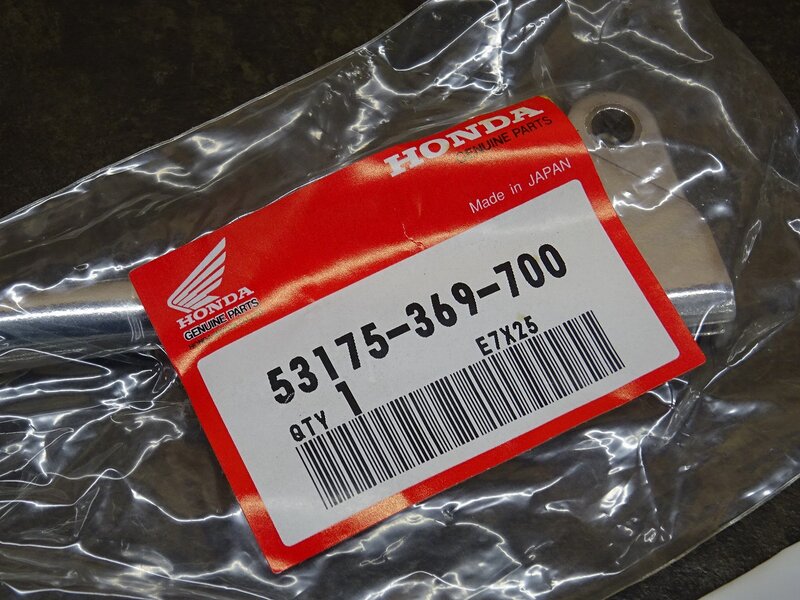 HONDA
GENUINE PARTS
Made in JAPAN
HONDA
GENUINE PARTS
53175-369-700
E7X25
QTY 1